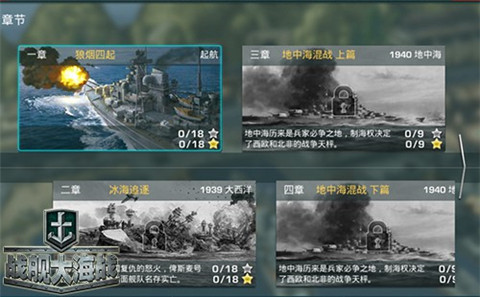 章节
一章 狼烟四起 起航
0/18
0/18
三章 地中海混战 上篇 1940 地中海
地中海历来是兵家必争之地，制海权决定
了西欧和北非的战争天秤。
0/9
0/9
二章 冰海追逐 1939 大西洋
复复仇的怒火，俾斯麦号
面舰队名存实亡。
0/18
0/18
四章 地中海混战 下篇 1940 地
地中海历来是兵家必争之地，制海权决定
了西欧和北非的战争天秤。
0/9
0/9
战舰大海战